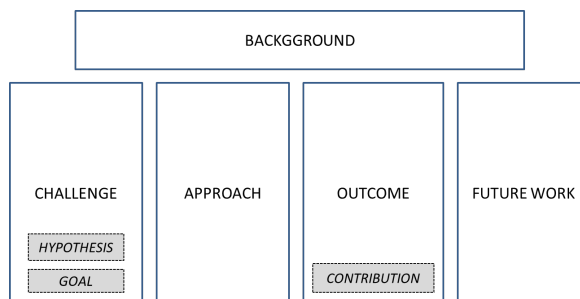 BACKGGROUND
CHALLENGE
HYPOTHESIS
GOAL
APPROACH
OUTCOME
CONTRIBUTION
FUTURE WORK